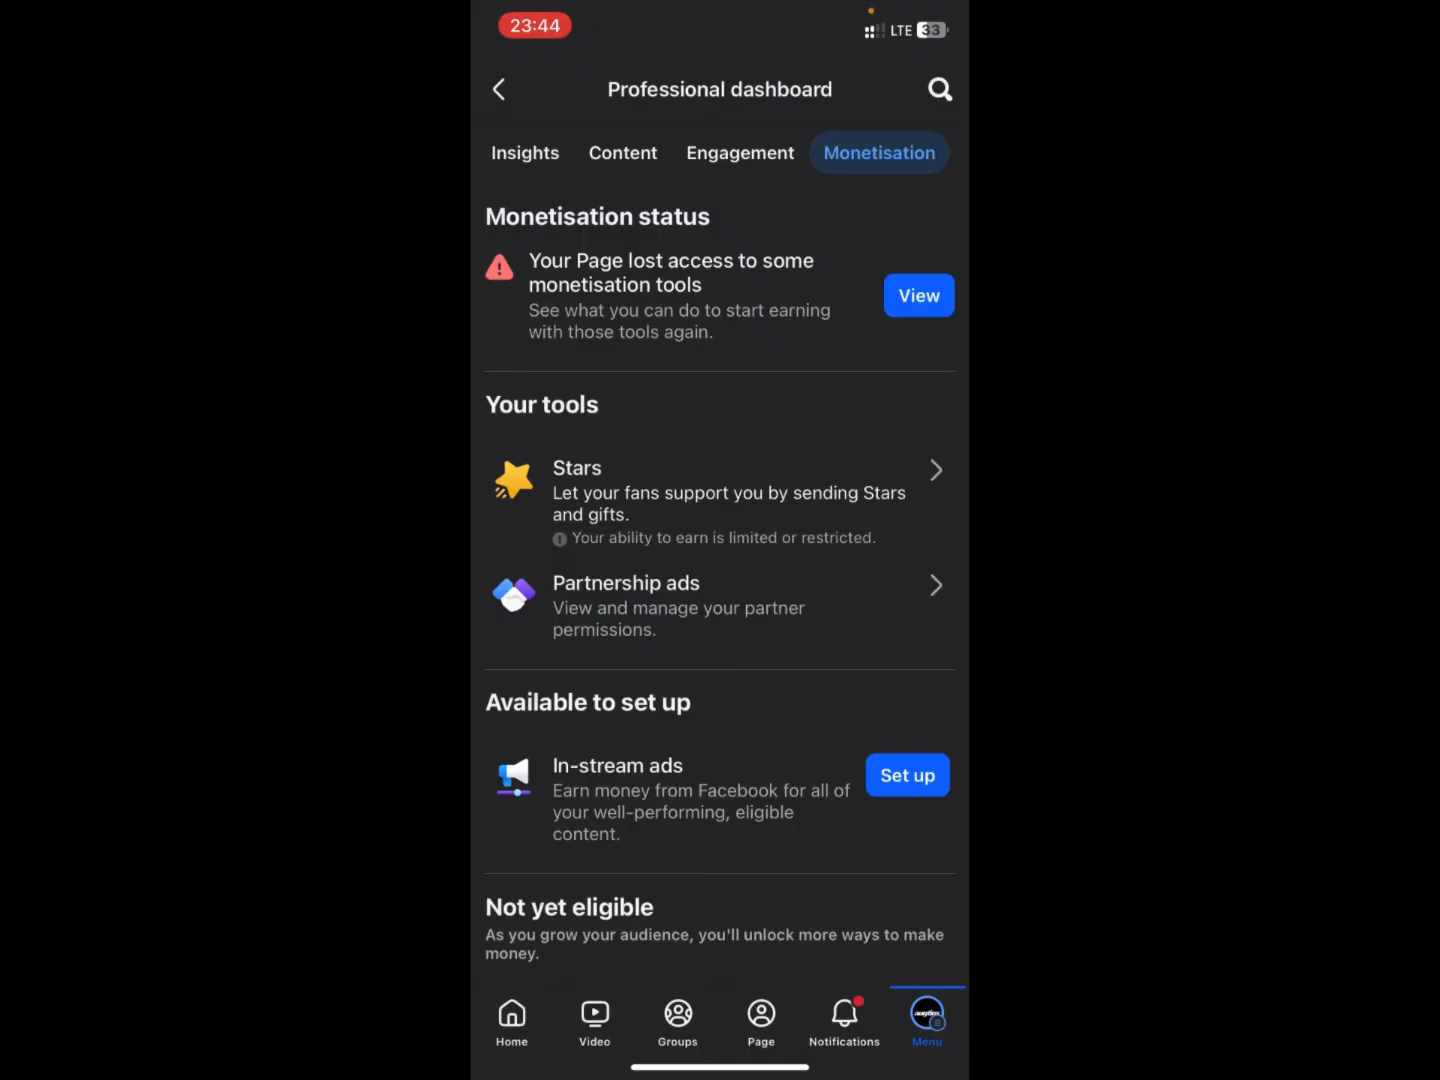 23:44
LTE 33
Professional dashboard
Insights Content Engagement Monetisation
Monetisation status
Your Page lost access to some
monetisation tools
See what you can do to start earning
with those tools again.
View
Your tools
Stars
Let your fans support you by sending Stars
and gifts.
Your ability to earn is limited or restricted.
Partnership ads
View and manage your partner
permissions.
Available to set up
In-stream ads
Earn money from Facebook for all of
your well-performing, eligible
content.
Set up
Not yet eligible
As you grow your audience, you'll unlock more ways to make
money.
Home Video Groups Page Notifications Menu